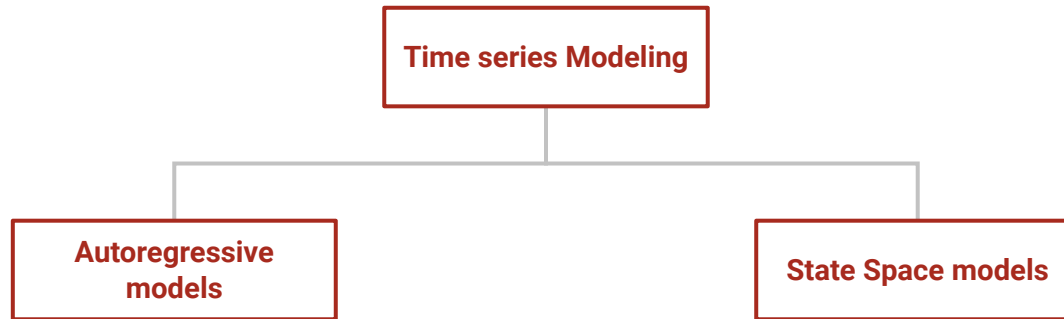 Time series Modeling
Autoregressive
models
State Space models